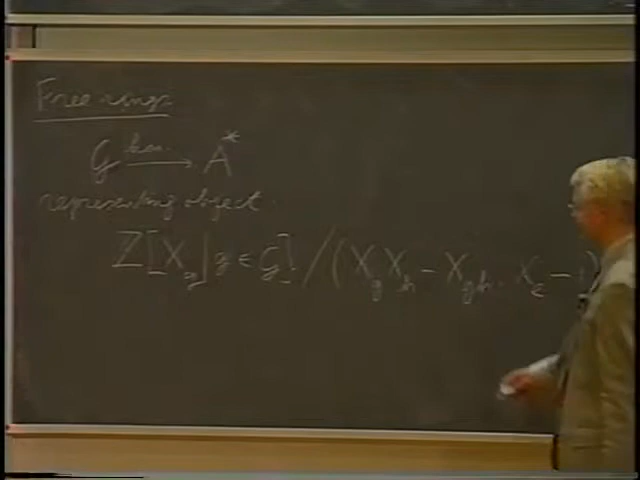 Free rings
G hom. → A*
representing object
Z[X_g | g ∈ G] / (X_g X_h − X_gh, X_e − 1)